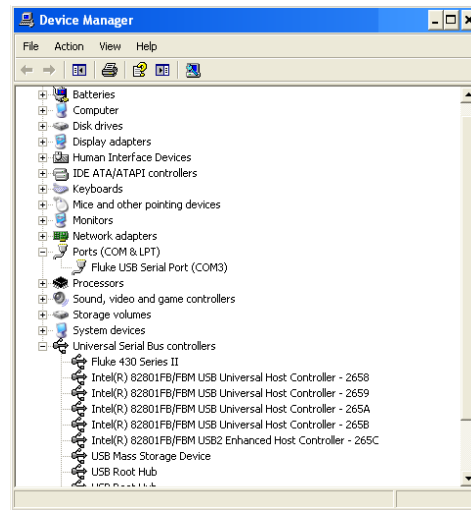 Device Manager
File Action View Help
Batteries
Computer
Disk drives
Display adapters
Human Interface Devices
IDE ATA/ATAPI controllers
Keyboards
Mice and other pointing devices
Monitors
Network adapters
Ports (COM & LPT)
Fluke USB Serial Port (COM3)
Processors
Sound, video and game controllers
Storage volumes
System devices
Universal Serial Bus controllers
Fluke 430 Series II
Intel(R) 82801FB/FBM USB Universal Host Controller - 2658
Intel(R) 82801FB/FBM USB Universal Host Controller - 2659
Intel(R) 82801FB/FBM USB Universal Host Controller - 265A
Intel(R) 82801FB/FBM USB Universal Host Controller - 265B
Intel(R) 82801FB/FBM USB2 Enhanced Host Controller - 265C
USB Mass Storage Device
USB Root Hub
USB Root Hub